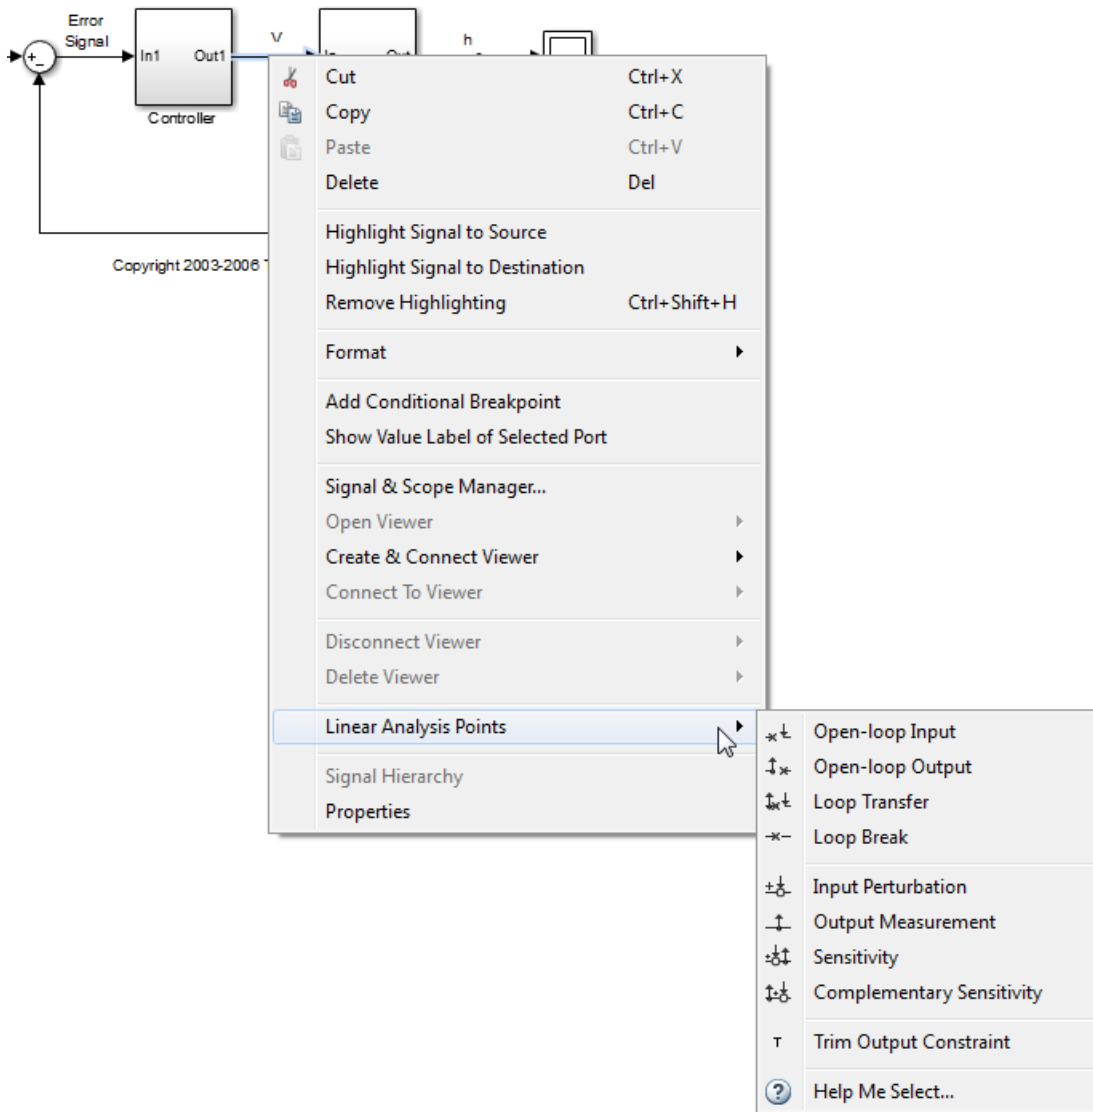 Error
Signal
In1
Out1
V
h
Controller
Copyright 2003-2006
Cut Ctrl+X
Copy Ctrl+C
Paste Ctrl+V
Delete Del
Highlight Signal to Source
Highlight Signal to Destination
Remove Highlighting Ctrl+Shift+H
Format
Add Conditional Breakpoint
Show Value Label of Selected Port
Signal & Scope Manager...
Open Viewer
Create & Connect Viewer
Connect To Viewer
Disconnect Viewer
Delete Viewer
Linear Analysis Points
Signal Hierarchy
Properties
Open-loop Input
Open-loop Output
Loop Transfer
Loop Break
Input Perturbation
Output Measurement
Sensitivity
Complementary Sensitivity
T Trim Output Constraint
Help Me Select...